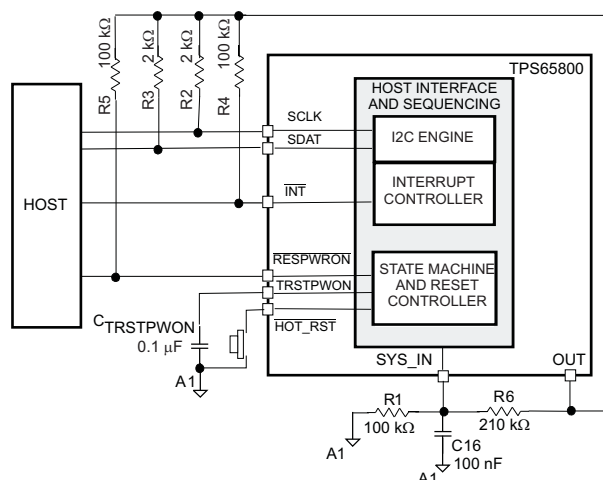 100 kΩ
2 kΩ
2 kΩ
100 kΩ
R5
R3
R2
R4
TPS65800
HOST INTERFACE
AND SEQUENCING
SCLK
SDAT
I2C ENGINE
HOST
INT
INTERRUPT
CONTROLLER
RESPWRON
TRSTPWON
HOT_RST
STATE MACHINE
AND RESET
CONTROLLER
CTRSTPWON
0.1 μF
A1
SYS_IN
OUT
R1
100 kΩ
R6
210 kΩ
A1
C16
100 nF
A1